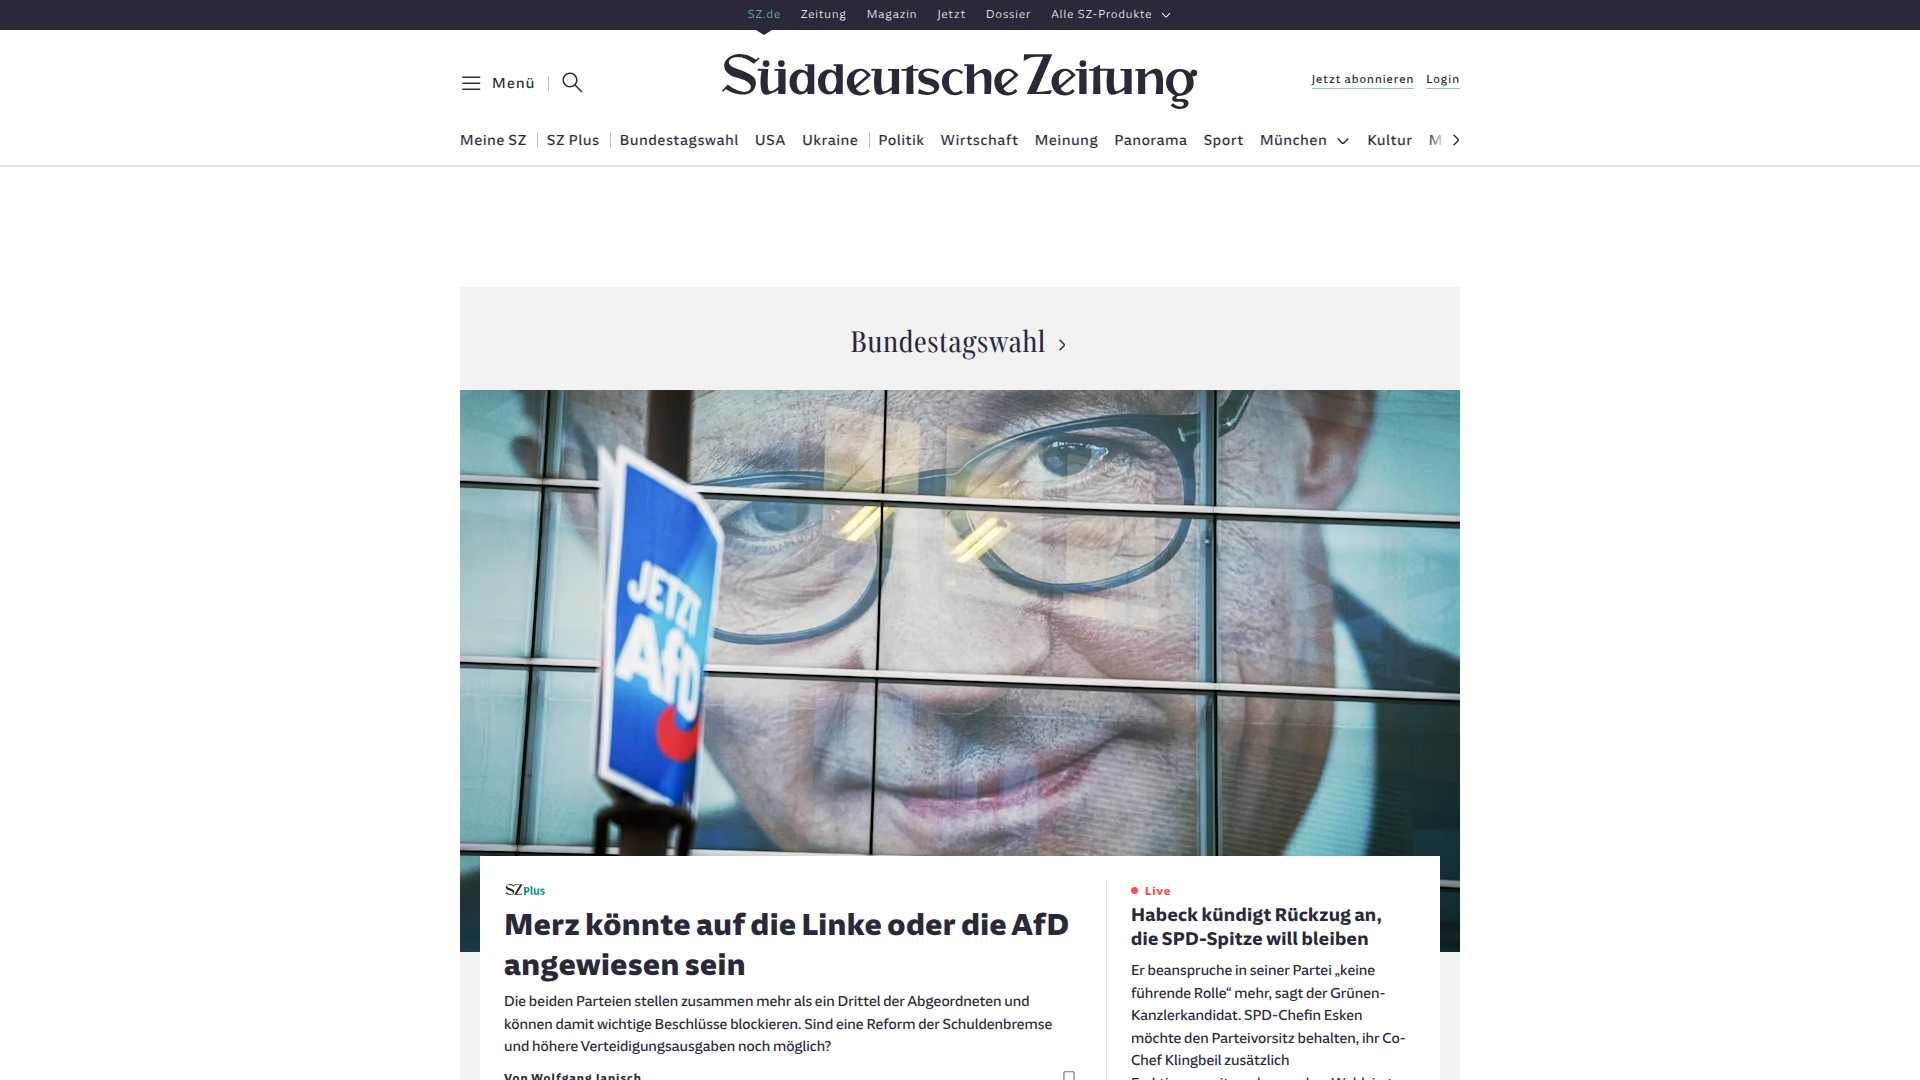 SZ.de Zeitung Magazin Jetzt Dossier Alle SZ-Produkte
Menü
Süddeutsche Zeitung
Jetzt abonnieren Login
Meine SZ SZ Plus Bundestagswahl USA Ukraine Politik Wirtschaft Meinung Panorama Sport München Kultur M
Bundestagswahl
JETZT
AfD
SZ Plus
Merz könnte auf die Linke oder die AfD
angewiesen sein
Die beiden Parteien stellen zusammen mehr als ein Drittel der Abgeordneten und
können damit wichtige Beschlüsse blockieren. Sind eine Reform der Schuldenbremse
und höhere Verteidigungsausgaben noch möglich?
Von Wolfgang Janisch
Live
Habeck kündigt Rückzug an,
die SPD-Spitze will bleiben
Er beanspruche in seiner Partei „keine
führende Rolle“ mehr, sagt der Grünen-
Kanzlerkandidat. SPD-Chefin Esken
möchte den Parteivorsitz behalten, ihr Co-
Chef Klingbeil zusätzlich